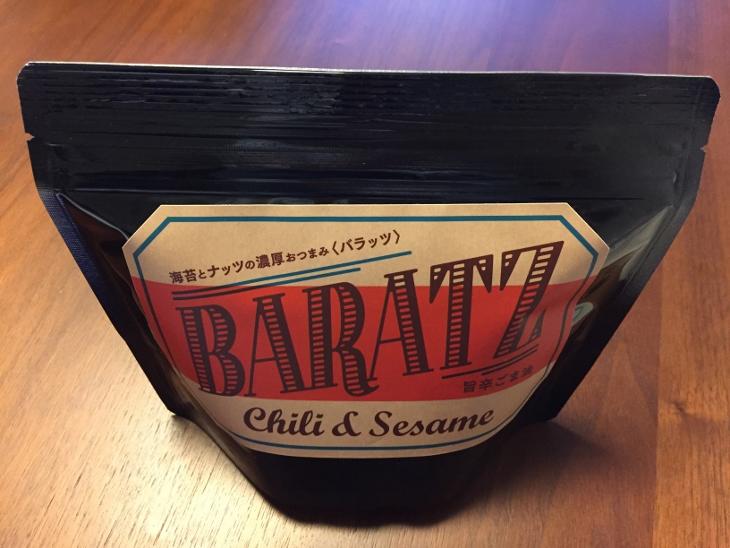 海苔とナッツの濃厚おつまみ〈バラッツ〉
BARATZ
旨辛ごま油
Chili & Sesame